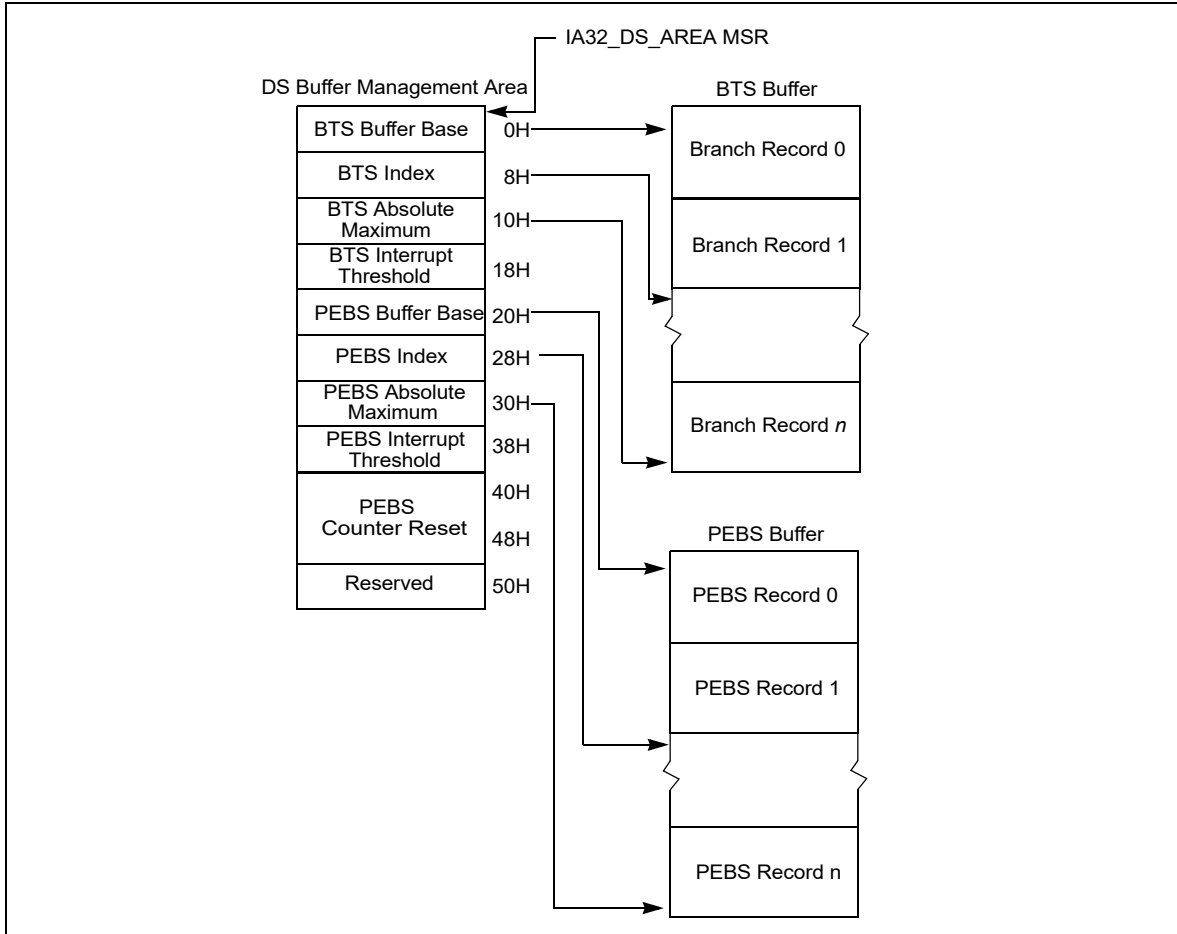 IA32_DS_AREA MSR
DS Buffer Management Area
BTS Buffer Base 0H
BTS Index 8H
BTS Absolute
Maximum 10H
BTS Interrupt
Threshold 18H
PEBS Buffer Base 20H
PEBS Index 28H
PEBS Absolute
Maximum 30H
PEBS Interrupt
Threshold 38H
40H
PEBS
Counter Reset
48H
Reserved 50H
BTS Buffer
Branch Record 0
Branch Record 1
Branch Record n
PEBS Buffer
PEBS Record 0
PEBS Record 1
PEBS Record n